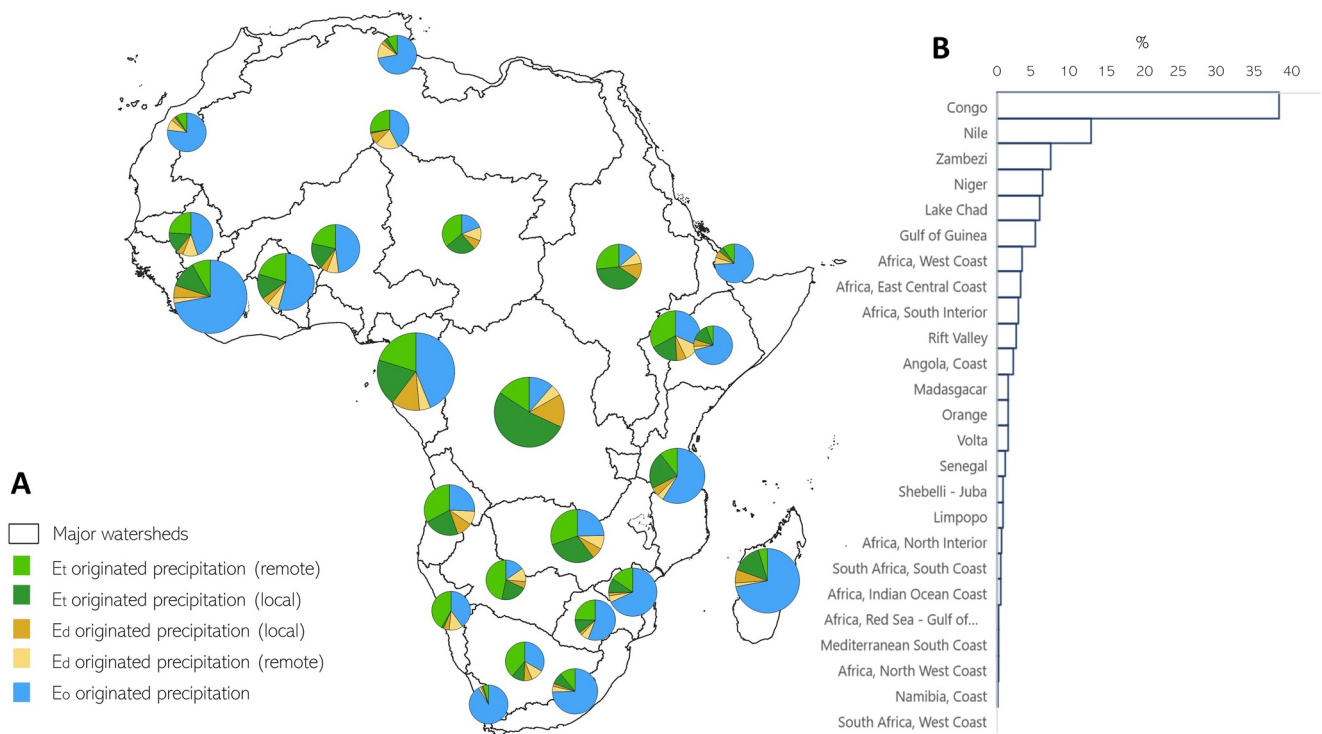 A
Major watersheds
Et originated precipitation (remote)
Et originated precipitation (local)
Ed originated precipitation (local)
Ed originated precipitation (remote)
Eo originated precipitation
B
%
0 5 10 15 20 25 30 35 40
Congo
Nile
Zambezi
Niger
Lake Chad
Gulf of Guinea
Africa, West Coast
Africa, East Central Coast
Africa, South Interior
Rift Valley
Angola, Coast
Madasgacar
Orange
Volta
Senegal
Shebelli - Juba
Limpopo
Africa, North Interior
South Africa, South Coast
Africa, Indian Ocean Coast
Africa, Red Sea - Gulf of...
Mediterranean South Coast
Africa, North West Coast
Namibia, Coast
South Africa, West Coast